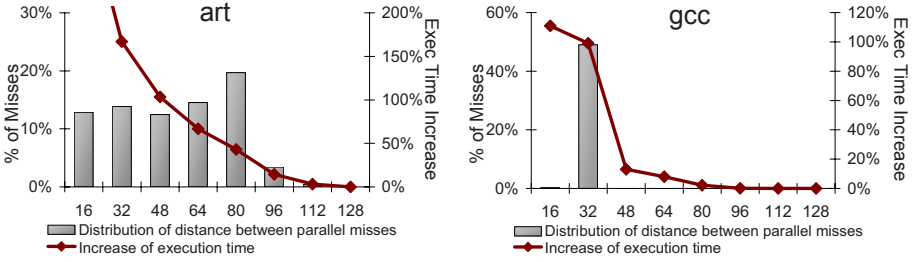 art
30%
20%
10%
0%
% of Misses
200%
150%
100%
50%
0%
Exec Time Increase
16 32 48 64 80 96 112 128
Distribution of distance between parallel misses
Increase of execution time
gcc
60%
40%
20%
0%
% of Misses
120%
100%
80%
60%
40%
20%
0%
Exec Time Increase
16 32 48 64 80 96 112 128
Distribution of distance between parallel misses
Increase of execution time